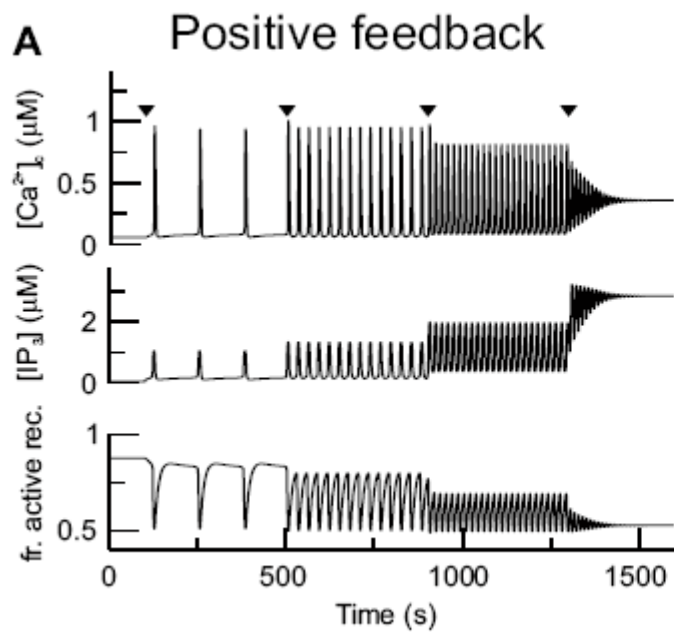 A
Positive feedback
[Ca²⁺]c (μM)
1
0.5
0
[IP₃] (μM)
2
0
fr. active rec.
1
0.5
0
500
1000
1500
Time (s)